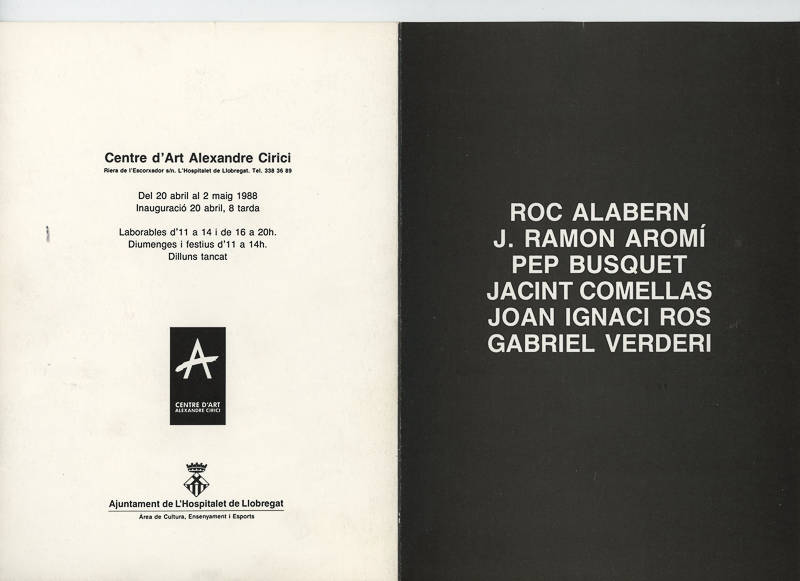 Centre d'Art Alexandre Cirici
Riera de l'Escorxador s/n. L'Hospitalet de Llobregat. Tel. 338 36 89
Del 20 abril al 2 maig 1988
Inauguració 20 abril, 8 tarda
Laborables d'11 a 14 i de 16 a 20h.
Diumenges i festius d'11 a 14h.
Dilluns tancat
A
CENTRE D'ART
ALEXANDRE CIRICI
Ajuntament de L'Hospitalet de Llobregat
Area de Cultura, Ensenyament i Esports
ROC ALABERN
J. RAMON AROMÍ
PEP BUSQUET
JACINT COMELLAS
JOAN IGNACI ROS
GABRIEL VERDERI